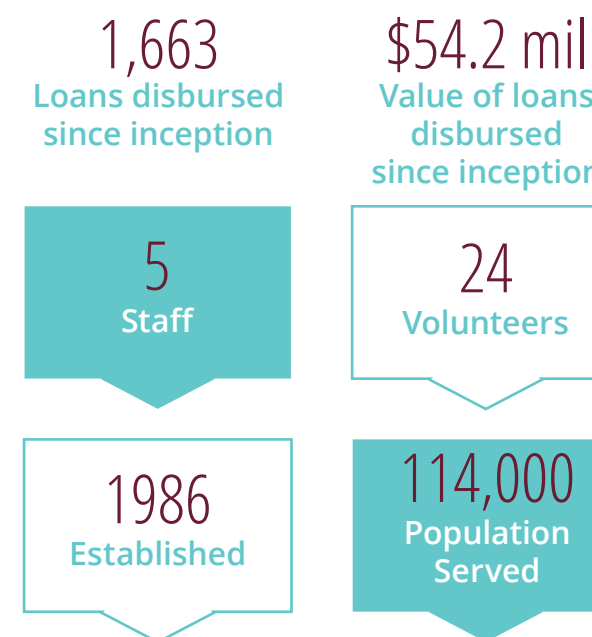 1,663
Loans disbursed
since inception
$54.2 mil
Value of loans
disbursed
since inception
5
Staff
24
Volunteers
1986
Established
114,000
Population
Served